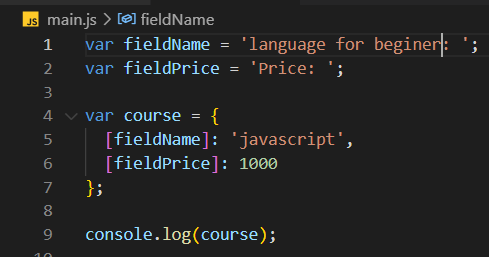 JS main.js > fieldName
1 var fieldName = 'language for beginer: ';
2 var fieldPrice = 'Price: ';
3
4 var course = {
5 [fieldName]: 'javascript',
6 [fieldPrice]: 1000
7 };
8
9 console.log(course);
10